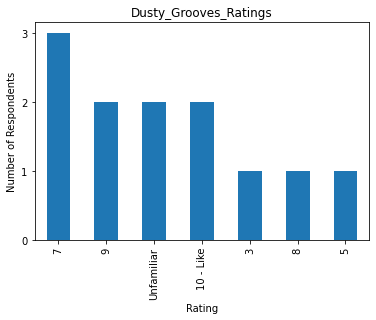 Dusty_Grooves_Ratings
Number of Respondents
3
2
1
0
7
9
Unfamiliar
10 - Like
3
8
5
Rating